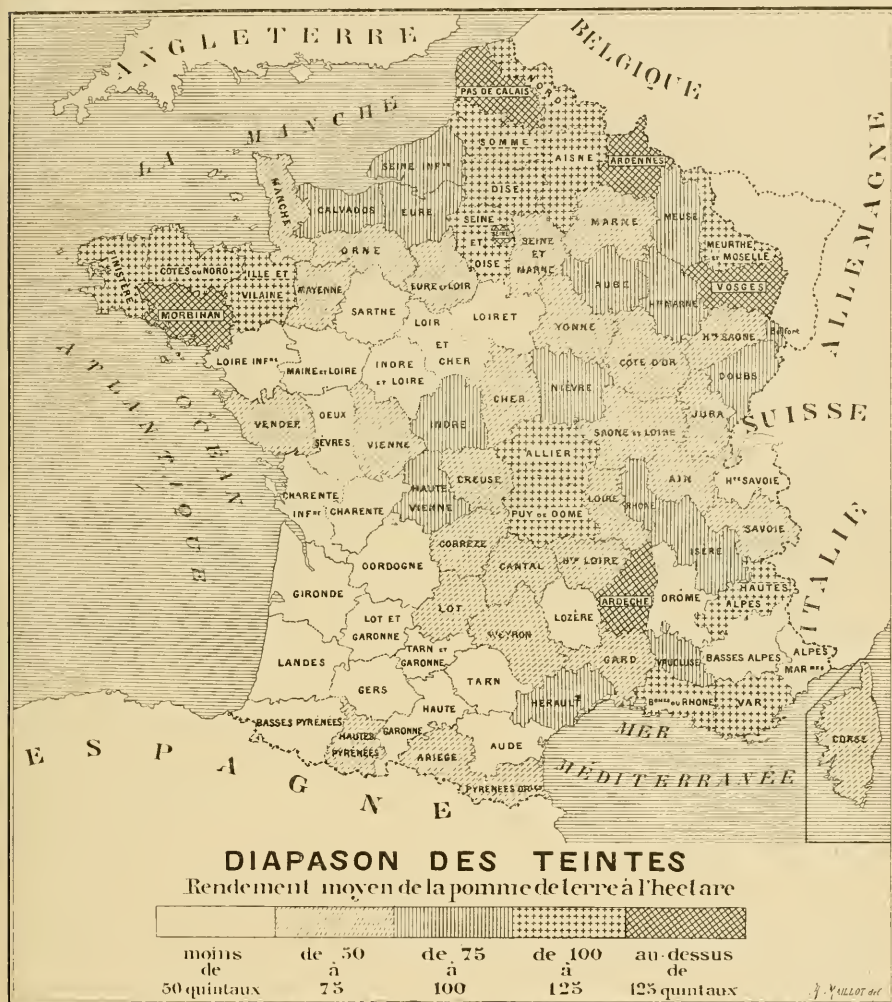 ANGLETERRE
BELGIQUE
LA MANCHE
ALLEMAGNE
SUISSE
ITALIE
OCÉAN
ATLANTIQUE
ESPAGNE
MER
MÉDITERRANÉE
NORD
PAS DE CALAIS
SOMME
AISNE
ARDENNES
SEINE INFRE
OISE
MANCHE
CALVADOS
EURE
SEINE
ET
OISE
SEINE
SEINE
ET
MARNE
MARNE
MEUSE
MEURTHE
ET MOSELLE
VOSGES
FINISTÈRE
CÔTES DU NORD
ILLE ET
VILAINE
MORBIHAN
MAYENNE
ORNE
EURE ET LOIR
SARTHE
LOIR
ET
CHER
LOIRET
AUBE
HTE MARNE
YONNE
HTE SAONE
Belfort
LOIRE INFRE
MAINE ET LOIRE
INDRE
ET LOIRE
CHER
NIÈVRE
CÔTE D'OR
DOUBS
JURA
VENDEE
DEUX
SÈVRES
VIENNE
INDRE
ALLIER
SAONE ET LOIRE
AIN
HTE SAVOIE
SAVOIE
CHARENTE
INFRE
CHARENTE
HAUTE
VIENNE
CREUSE
PUY DE DOME
LOIRE
RHONE
ISÈRE
CORRÈZE
CANTAL
HTE LOIRE
ARDECHE
DRÔME
HAUTES
ALPES
DORDOGNE
GIRONDE
LOT ET
GARONNE
LOT
AVEYRON
LOZÈRE
TARN ET
GARONNE
TARN
GARD
VAUCLUSE
BASSES ALPES
ALPES
MARMES
LANDES
GERS
HAUTE
GARONNE
HÉRAULT
BCHES DU RHONE
VAR
BASSES PYRÉNÉES
HAUTES
PYRÉNÉES
ARIÈGE
AUDE
PYRÉNÉES ORLES
CORSE
DIAPASON DES TEINTES
Rendement moyen de la pomme de terre à l'hectare
moins de 50 quintaux
de 50 à 75
de 75 à 100
de 100 à 125
au-dessus de 125 quintaux